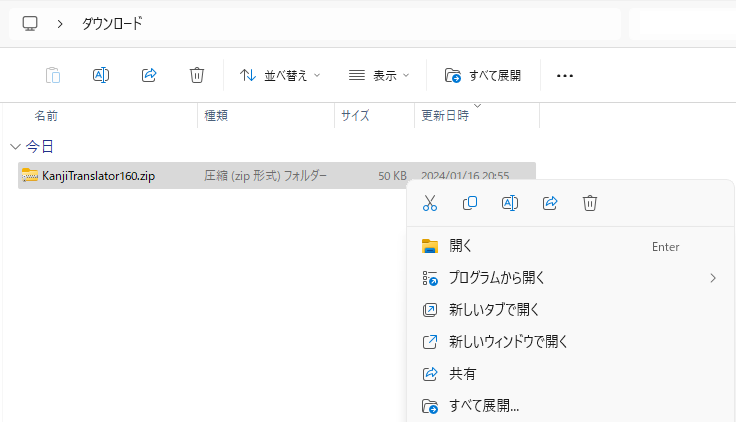 ダウンロード
並べ替え 表示 すべて展開
名前 種類 サイズ 更新日時
今日
KanjiTranslator160.zip 圧縮 (zip 形式) フォルダー 50 KB 2024/01/16 20:55
開く Enter
プログラムから開く
新しいタブで開く
新しいウィンドウで開く
共有
すべて展開...